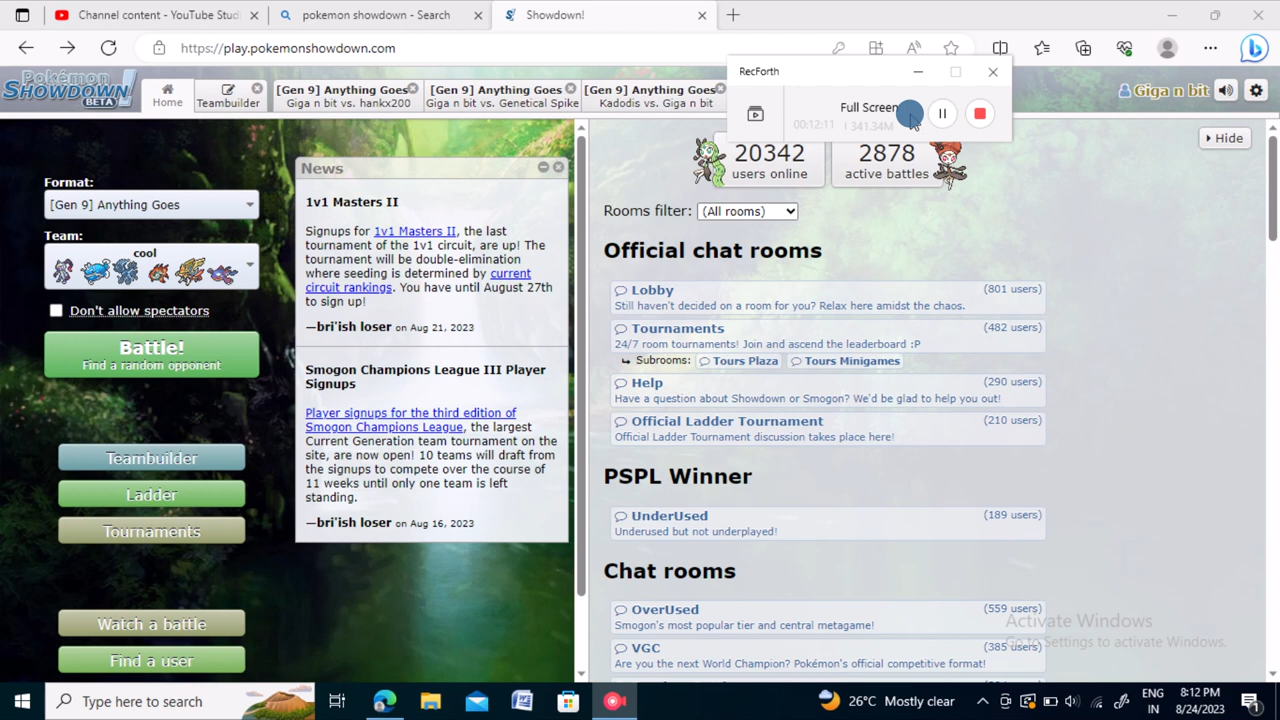 Channel content - YouTube Stud
pokemon showdown - Search
Showdown!
https://play.pokemonshowdown.com
RecForth
Full Screen
00:12:11
341.34M
Pokémon
SHOWDOWN!
BETA
Home
Teambuilder
[Gen 9] Anything Goes
Giga n bit vs. hankx200
[Gen 9] Anything Goes
Giga n bit vs. Genetical Spike
[Gen 9] Anything Goes
Kadodis vs. Giga n bit
Giga n bit
Format:
[Gen 9] Anything Goes
Team:
cool
Don't allow spectators
Battle!
Find a random opponent
Teambuilder
Ladder
Tournaments
Watch a battle
Find a user
News
1v1 Masters II
Signups for 1v1 Masters II, the last
tournament of the 1v1 circuit, are up! The
tournament will be double-elimination
where seeding is determined by current
circuit rankings. You have until August 27th
to sign up!
—bri'ish loser on Aug 21, 2023
Smogon Champions League III Player
Signups
Player signups for the third edition of
Smogon Champions League, the largest
Current Generation team tournament on the
site, are now open! 10 teams will draft from
the signups to compete over the course of
11 weeks until only one team is left
standing.
—bri'ish loser on Aug 16, 2023
20342
users online
2878
active battles
Hide
Rooms filter: (All rooms)
Official chat rooms
Lobby (801 users)
Still haven't decided on a room for you? Relax here amidst the chaos.
Tournaments (482 users)
24/7 room tournaments! Join and ascend the leaderboard :P
Subrooms: Tours Plaza Tours Minigames
Help (290 users)
Have a question about Showdown or Smogon? We'd be glad to help you out!
Official Ladder Tournament (210 users)
Official Ladder Tournament discussion takes place here!
PSPL Winner
UnderUsed (189 users)
Underused but not underplayed!
Chat rooms
OverUsed (559 users)
Smogon's most popular tier and central metagame!
VGC (385 users)
Are you the next World Champion? Pokémon's official competitive format!
Activate Windows
Go to Settings to activate Windows.
Type here to search
26°C Mostly clear
ENG
IN
8:12 PM
8/24/2023
1